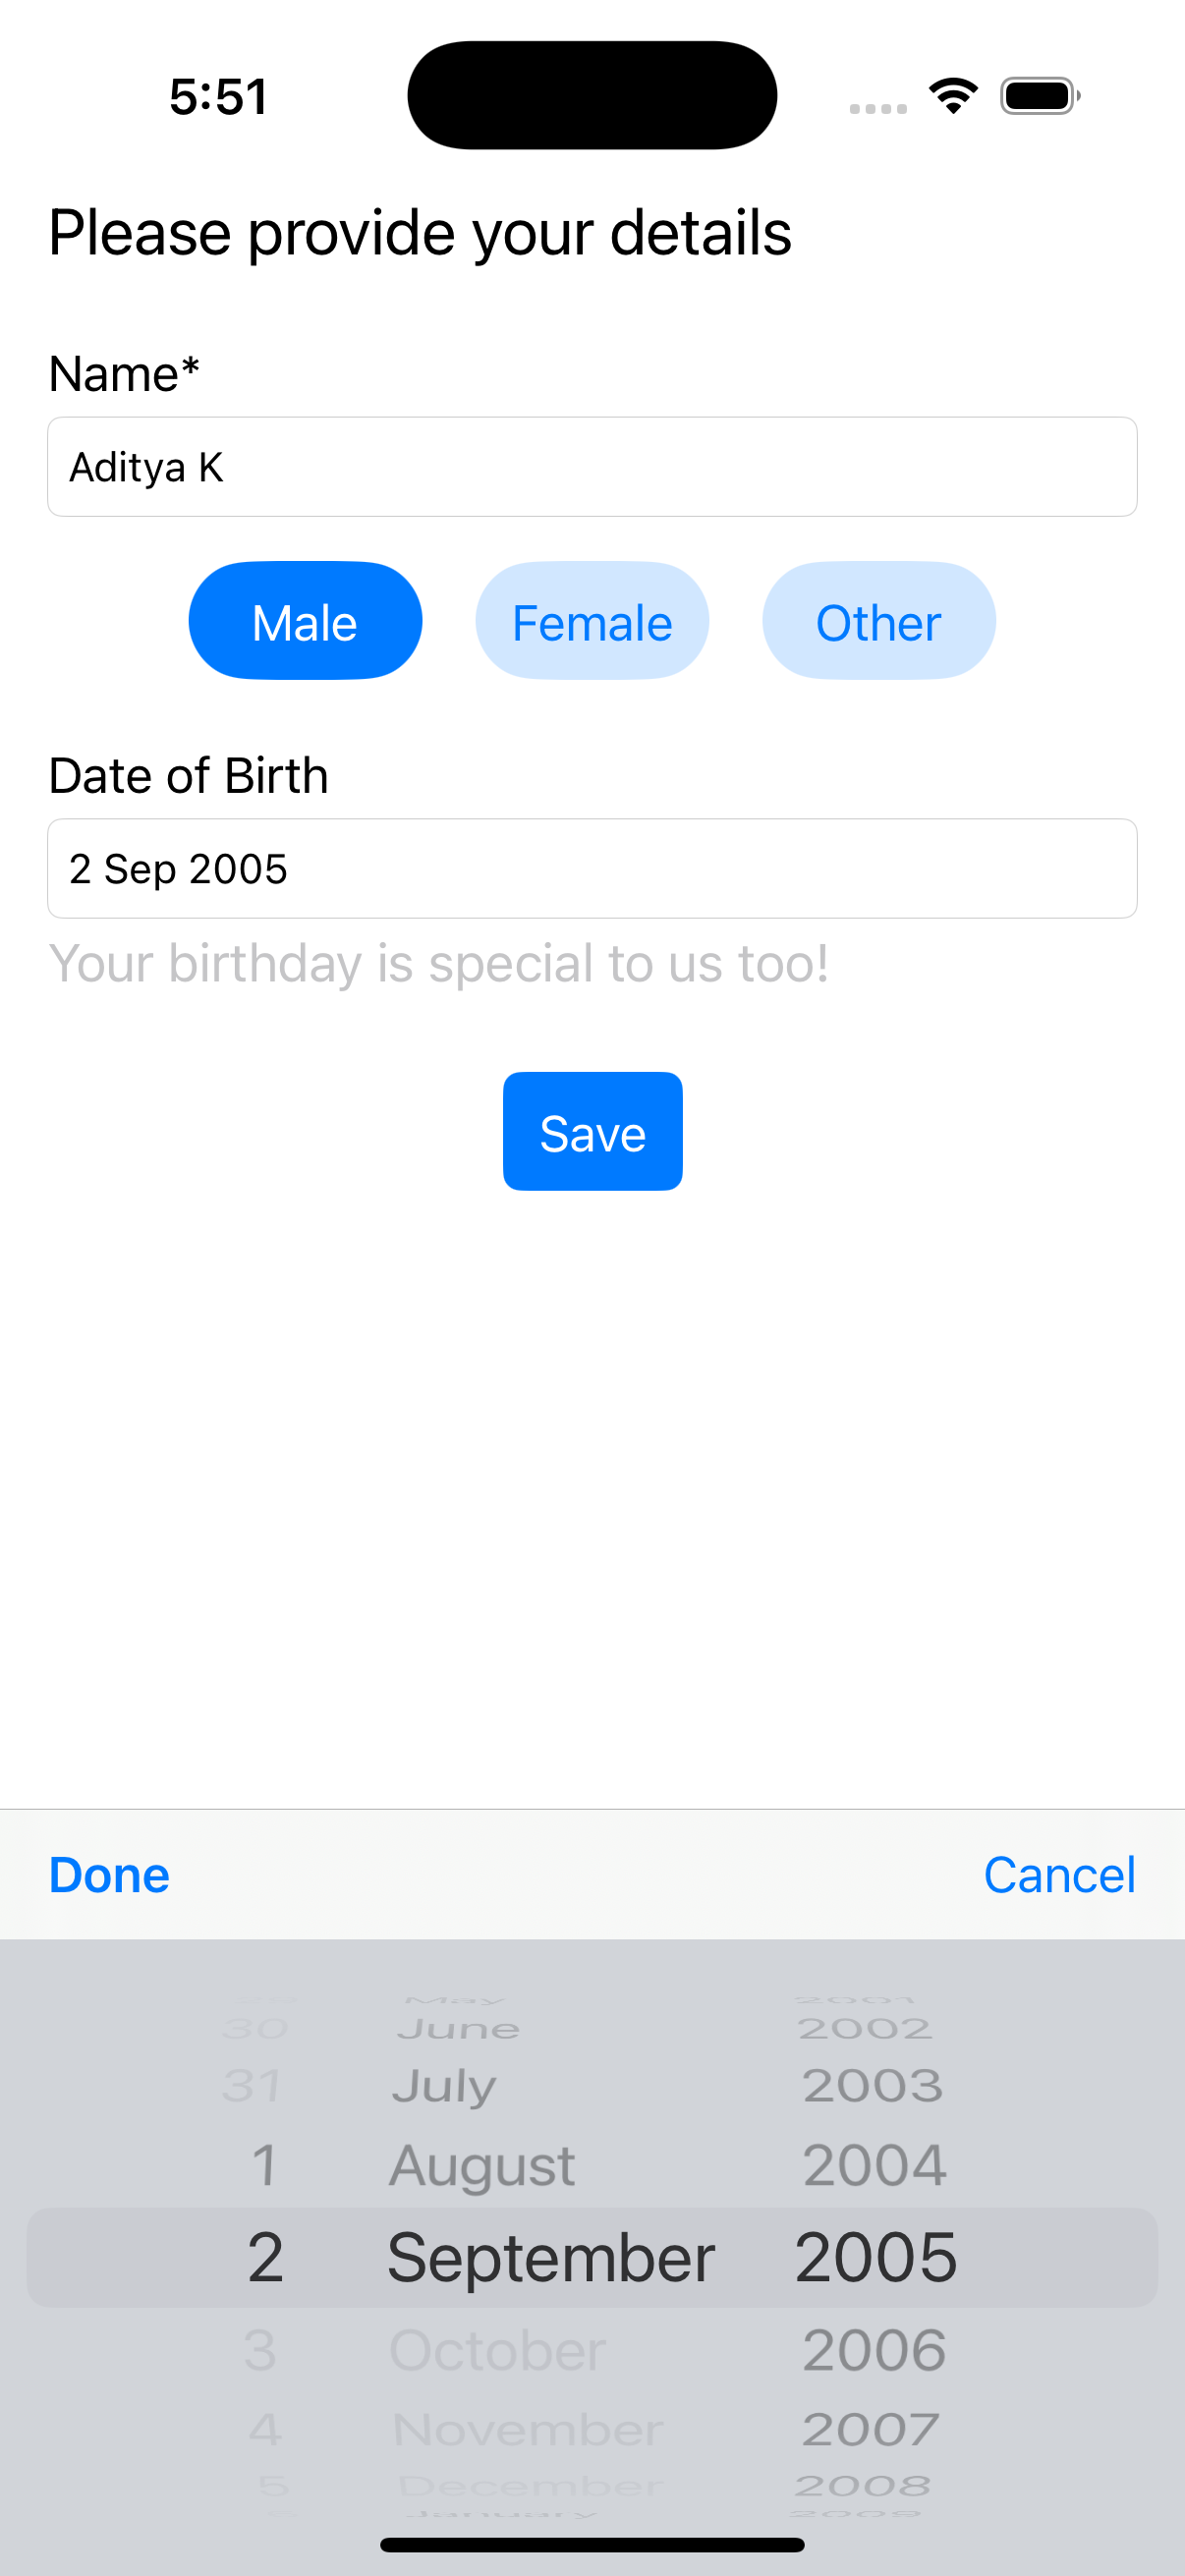 5:51
Please provide your details
Name*
Aditya K
Male Female Other
Date of Birth
2 Sep 2005
Your birthday is special to us too!
Save
Done Cancel
May 2001
30 June 2002
31 July 2003
1 August 2004
2 September 2005
3 October 2006
4 November 2007
5 December 2008
January 2009